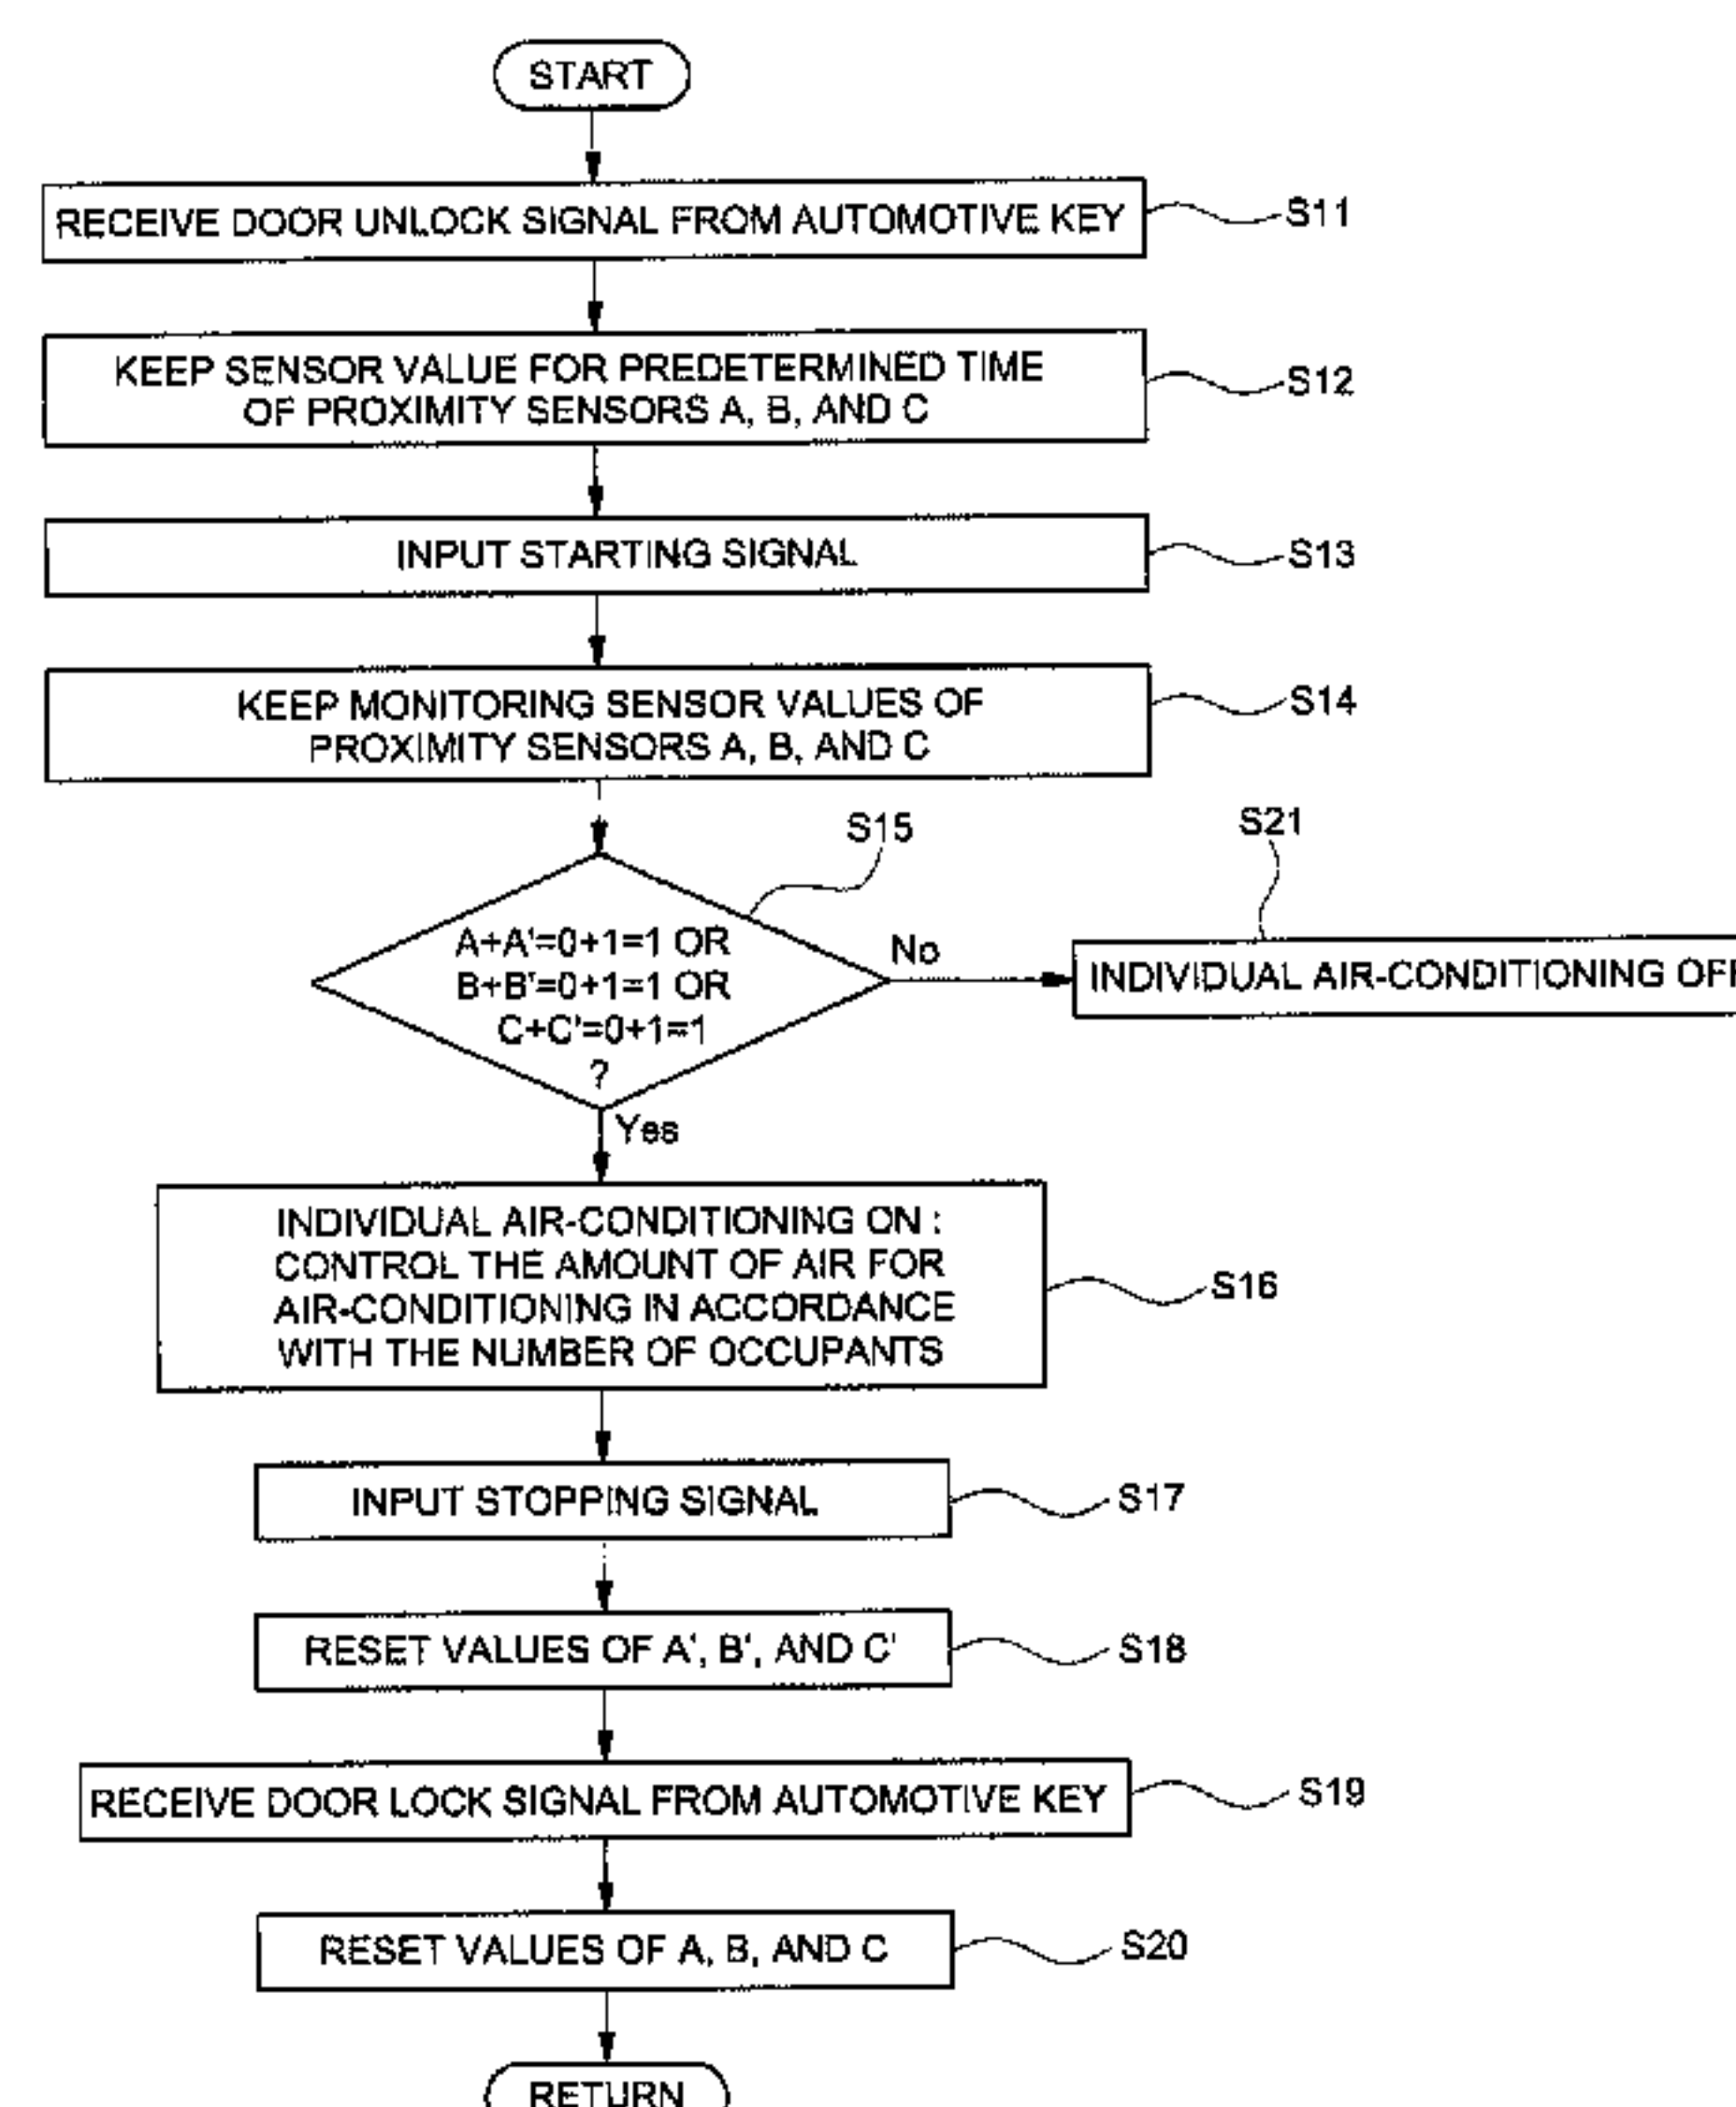 START
RECEIVE DOOR UNLOCK SIGNAL FROM AUTOMOTIVE KEY
S11
KEEP SENSOR VALUE FOR PREDETERMINED TIME
OF PROXIMITY SENSORS A, B, AND C
S12
INPUT STARTING SIGNAL
S13
KEEP MONITORING SENSOR VALUES OF
PROXIMITY SENSORS A, B, AND C
S14
S15
A+A'=0+1=1 OR
B+B'=0+1=1 OR
C+C'=0+1=1
?
No
S21
INDIVIDUAL AIR-CONDITIONING OFF
Yes
INDIVIDUAL AIR-CONDITIONING ON :
CONTROL THE AMOUNT OF AIR FOR
AIR-CONDITIONING IN ACCORDANCE
WITH THE NUMBER OF OCCUPANTS
S16
INPUT STOPPING SIGNAL
S17
RESET VALUES OF A', B', AND C'
S18
RECEIVE DOOR LOCK SIGNAL FROM AUTOMOTIVE KEY
S19
RESET VALUES OF A, B, AND C
S20
RETURN